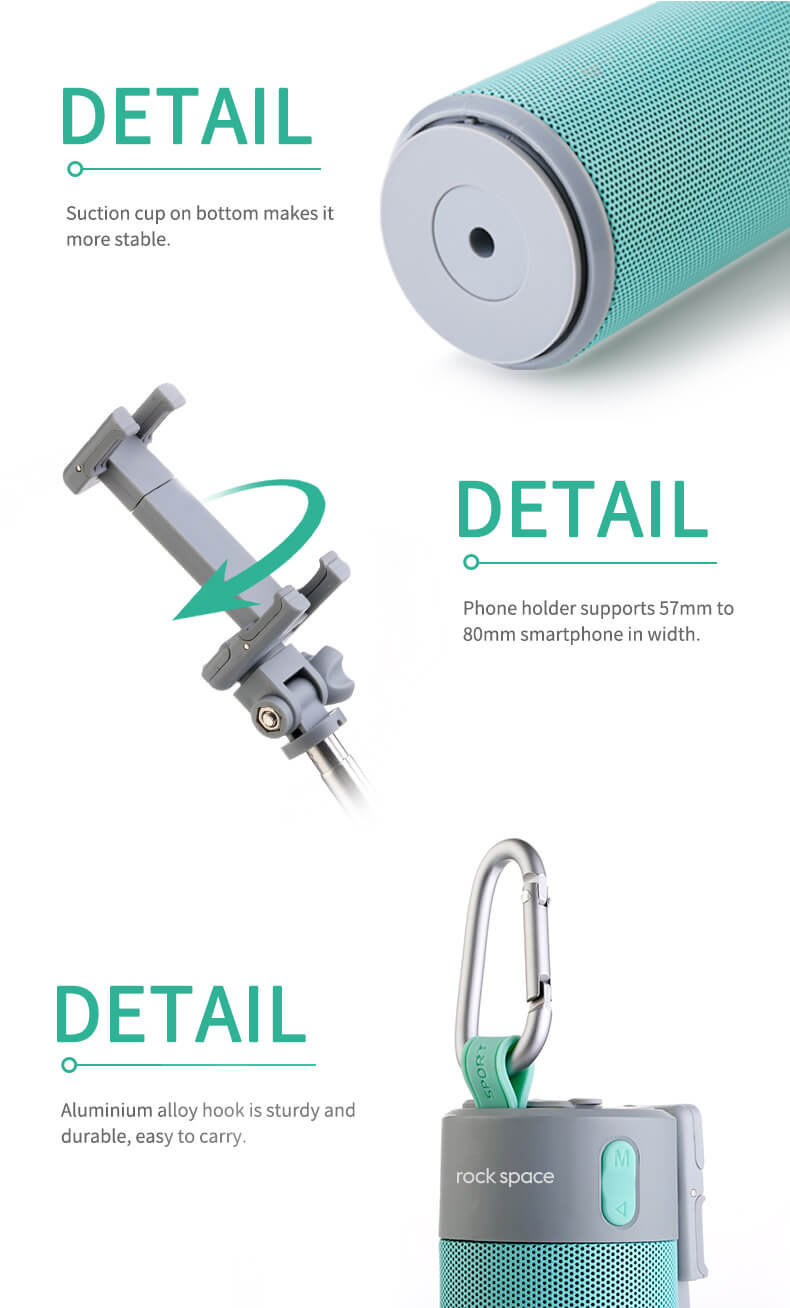 DETAIL
Suction cup on bottom makes it
more stable.
DETAIL
Phone holder supports 57mm to
80mm smartphone in width.
DETAIL
Aluminium alloy hook is sturdy and
durable, easy to carry.
SPORT
rock space
M